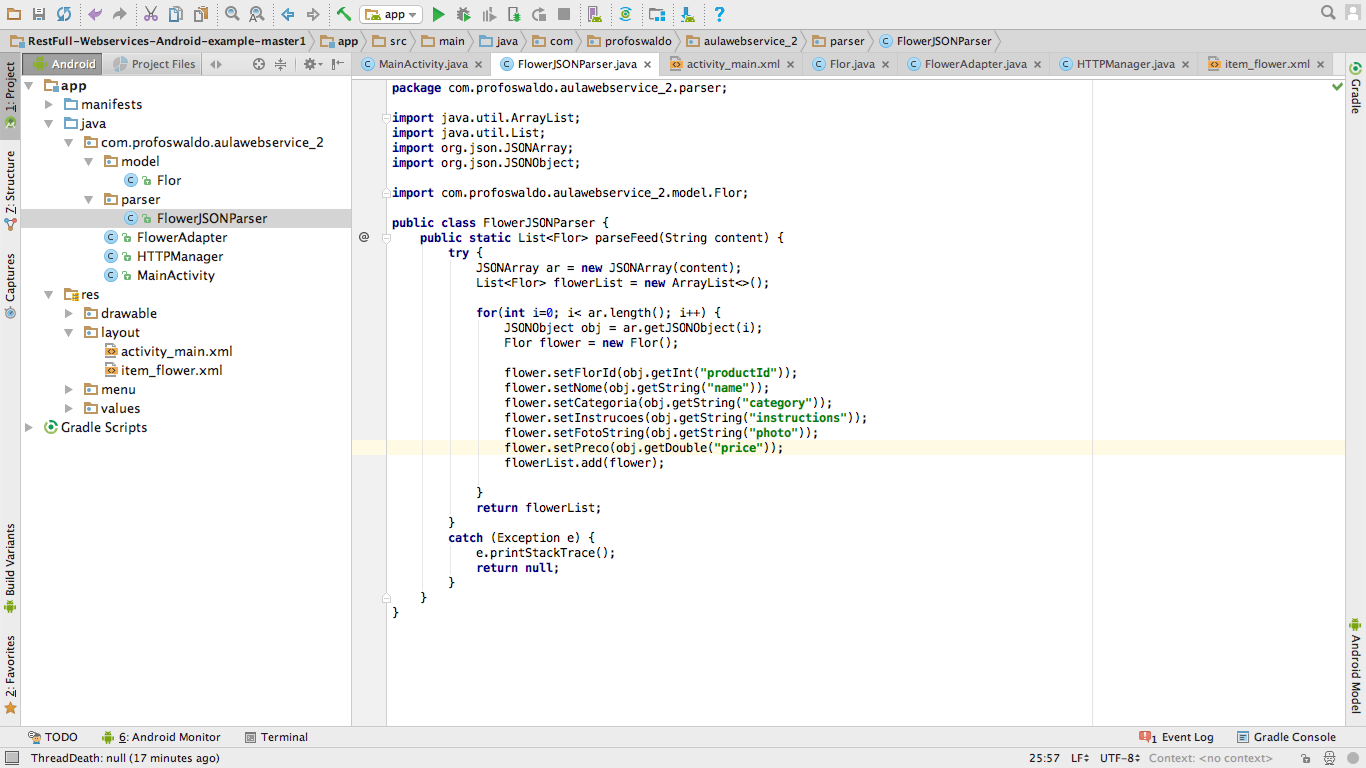 app
RestFull-Webservices-Android-example-master1 app src main java com profoswaldo aulawebservice_2 parser FlowerJSONParser
Android Project Files
MainActivity.java FlowerJSONParser.java activity_main.xml Flor.java FlowerAdapter.java HTTPManager.java item_flower.xml
1: Project
Z: Structure
Captures
Build Variants
2: Favorites
app
manifests
java
com.profoswaldo.aulawebservice_2
model
Flor
parser
FlowerJSONParser
FlowerAdapter
HTTPManager
MainActivity
res
drawable
layout
activity_main.xml
item_flower.xml
menu
values
Gradle Scripts
package com.profoswaldo.aulawebservice_2.parser;
import java.util.ArrayList;
import java.util.List;
import org.json.JSONArray;
import org.json.JSONObject;
import com.profoswaldo.aulawebservice_2.model.Flor;
public class FlowerJSONParser {
@ public static List<Flor> parseFeed(String content) {
try {
JSONArray ar = new JSONArray(content);
List<Flor> flowerList = new ArrayList<>();
for(int i=0; i< ar.length(); i++) {
JSONObject obj = ar.getJSONObject(i);
Flor flower = new Flor();
flower.setFlorId(obj.getInt("productId"));
flower.setNome(obj.getString("name"));
flower.setCategoria(obj.getString("category"));
flower.setInstrucoes(obj.getString("instructions"));
flower.setFotoString(obj.getString("photo"));
flower.setPreco(obj.getDouble("price"));
flowerList.add(flower);
}
return flowerList;
}
catch (Exception e) {
e.printStackTrace();
return null;
}
}
}
Gradle
Android Model
TODO 6: Android Monitor Terminal 1 Event Log Gradle Console
ThreadDeath: null (17 minutes ago) 25:57 LF UTF-8 Context: <no context>